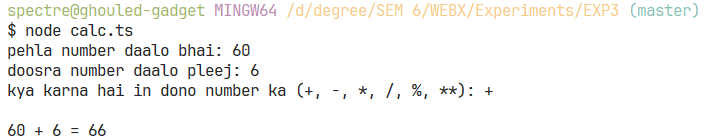 spectre@ghouled-gadget MINGW64 /d/degree/SEM 6/WEBX/Experiments/EXP3 (master)
$ node calc.ts
pehla number daalo bhai: 60
doosra number daalo pleej: 6
kya karna hai in dono number ka (+, -, *, /, %, **): +
60 + 6 = 66